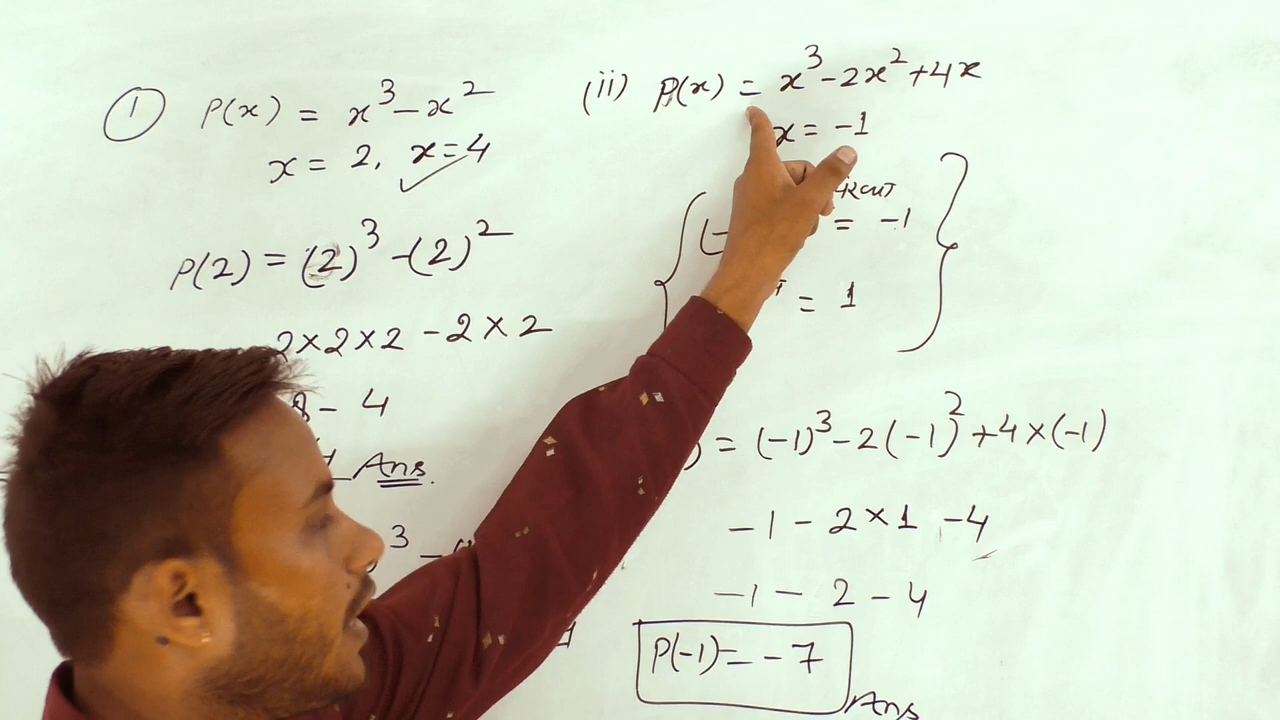 ① P(x) = x³ - x²
x = 2, x = 4 ✓
P(2) = (2)³ - (2)²
2×2×2 - 2×2
8 - 4
Ans.
³ -
(ii) P(x) = x³ - 2x² + 4x
x = -1
(- = -1
= 1
) = (-1)³ - 2(-1)² + 4×(-1)
-1 - 2×1 - 4
-1 - 2 - 4
P(-1) = -7
Ans